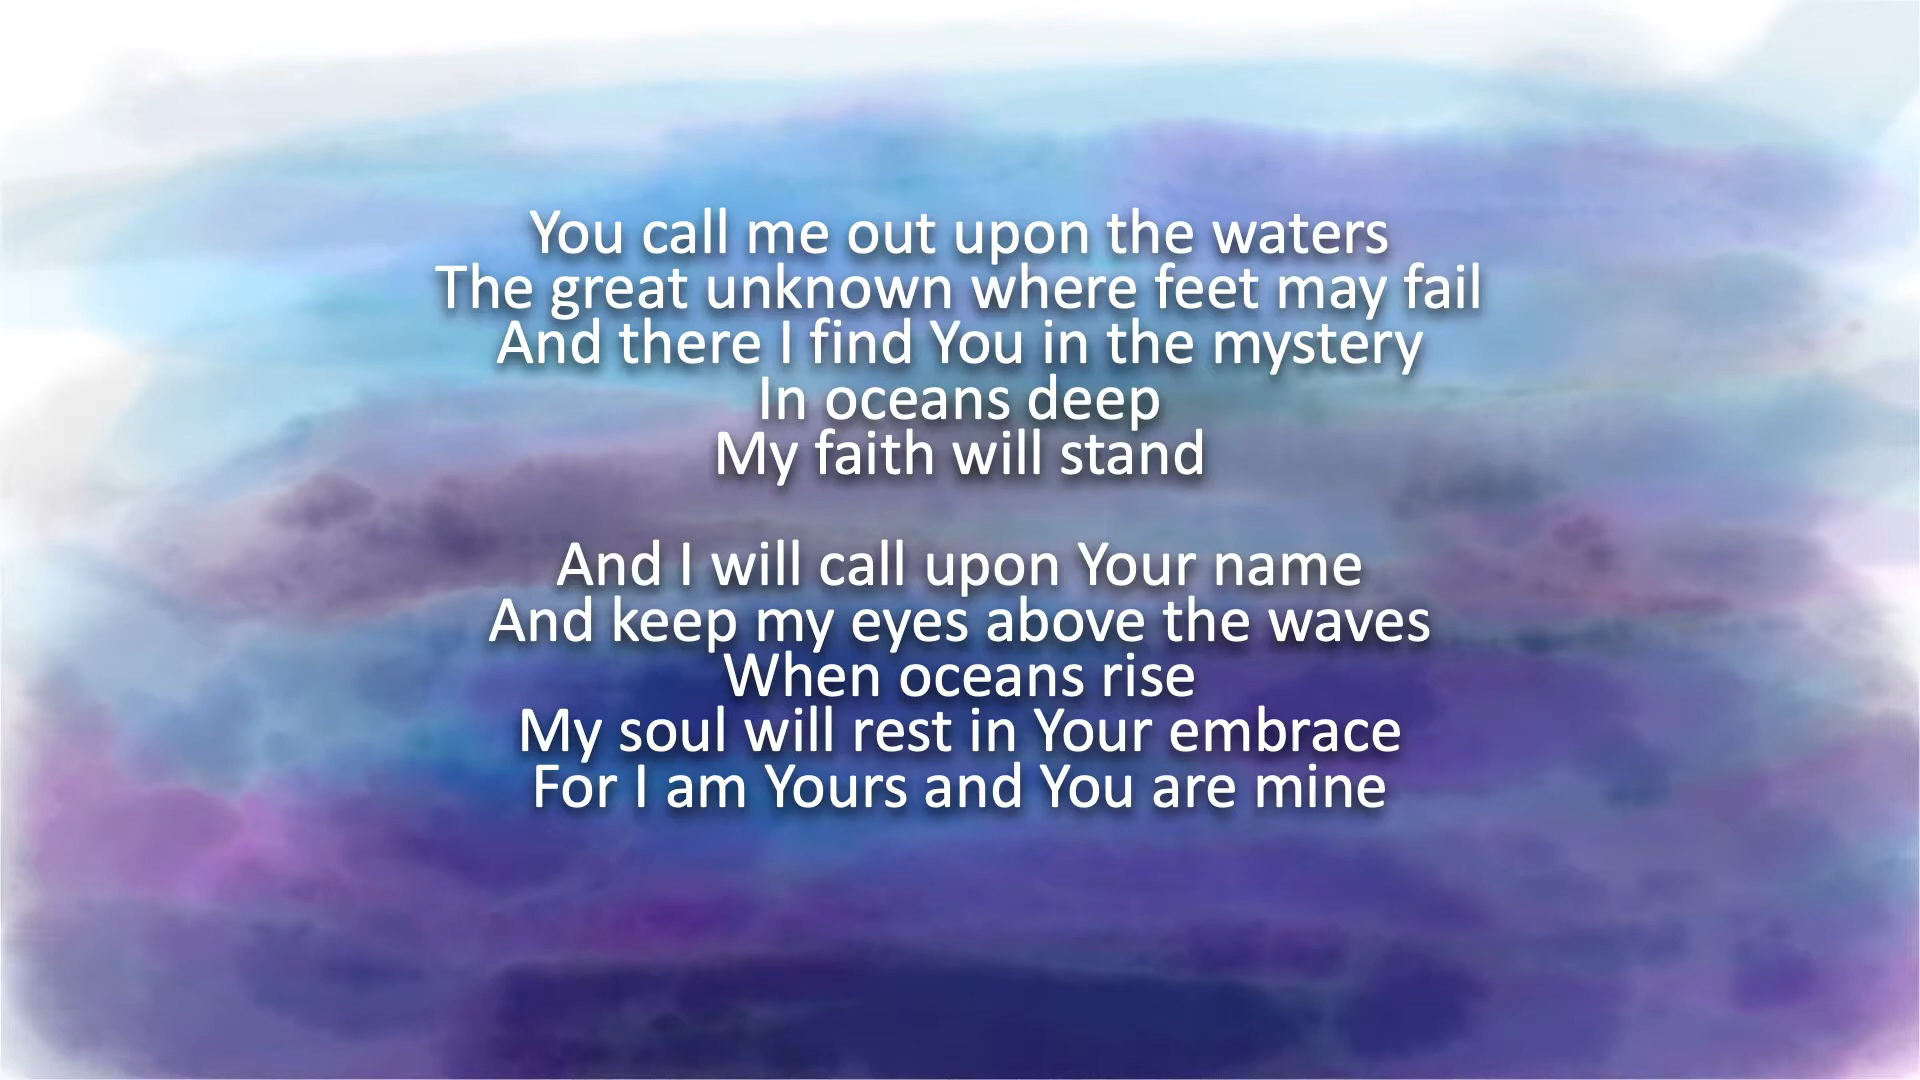 You call me out upon the waters
The great unknown where feet may fail
And there I find You in the mystery
In oceans deep
My faith will stand
And I will call upon Your name
And keep my eyes above the waves
When oceans rise
My soul will rest in Your embrace
For I am Yours and You are mine